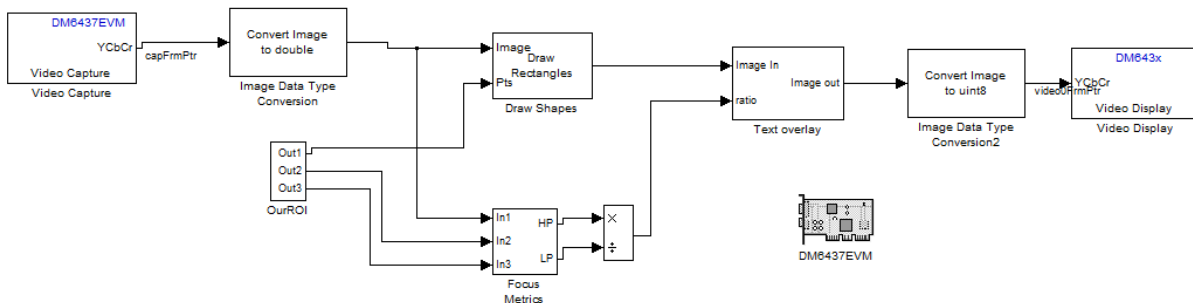 DM6437EVM
YCbCr
Video Capture
Video Capture
capFrmPtr
Convert Image
to double
Image Data Type
Conversion
Image
Pts
Draw
Rectangles
Draw Shapes
Image In
ratio
Image out
Text overlay
Convert Image
to uint8
Image Data Type
Conversion2
video0FrmPtr
DM643x
YCbCr
Video Display
Video Display
Out1
Out2
Out3
OurROI
In1
In2
In3
HP
LP
Focus
Metrics
×
÷
DM6437EVM